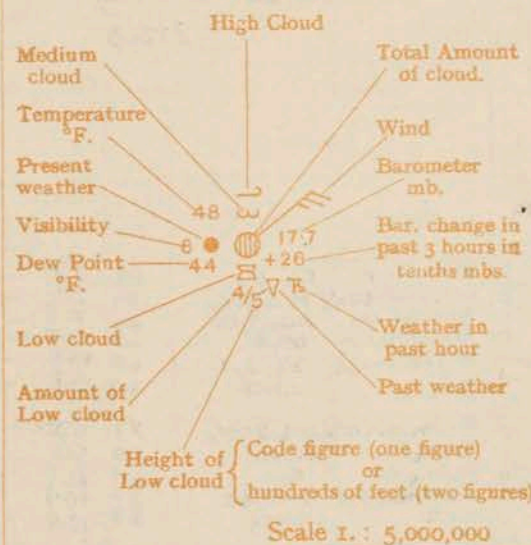 High Cloud
Medium
cloud
Total Amount
of cloud.
Temperature
°F.
Wind
Present
weather
Barometer
mb.
48
Visibility
6
17.7
Bar. change in
past 3 hours in
tenths mbs.
Dew Point
°F.
44
+26
4/5
Low cloud
Weather in
past hour
Amount of
Low cloud
Past weather
Height of
Low cloud
Code figure (one figure)
or
hundreds of feet (two figures)
Scale 1. : 5,000,000